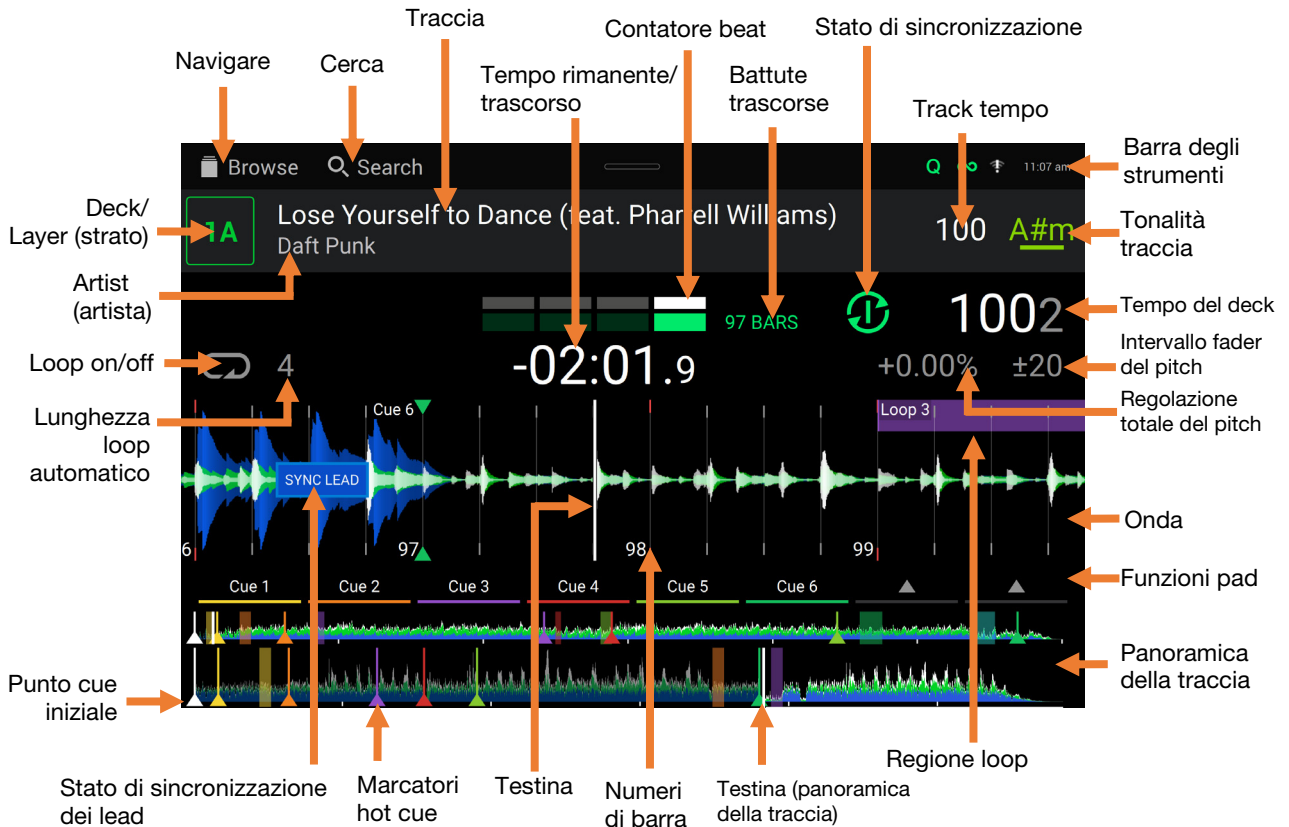 Traccia
Contatore beat
Stato di sincronizzazione
Navigare
Cerca
Tempo rimanente/
trascorso
Battute
trascorse
Track tempo
Browse
Search
Q
11:07 am
Barra degli
strumenti
Deck/
Layer (strato)
1A
Lose Yourself to Dance (feat. Pharrell Williams)
Daft Punk
100
A#m
Tonalità
traccia
Artist
(artista)
97 BARS
1002
Tempo del deck
Loop on/off
4
-02:01.9
+0.00%
±20
Intervallo fader
del pitch
Lunghezza
loop
automatico
Regolazione
totale del pitch
Cue 6
Loop 3
SYNC LEAD
Onda
6
97
98
99
Funzioni pad
Cue 1
Cue 2
Cue 3
Cue 4
Cue 5
Cue 6
Panoramica
della traccia
Punto cue
iniziale
Regione loop
Stato di sincronizzazione
dei lead
Marcatori
hot cue
Testina
Numeri
di barra
Testina (panoramica
della traccia)